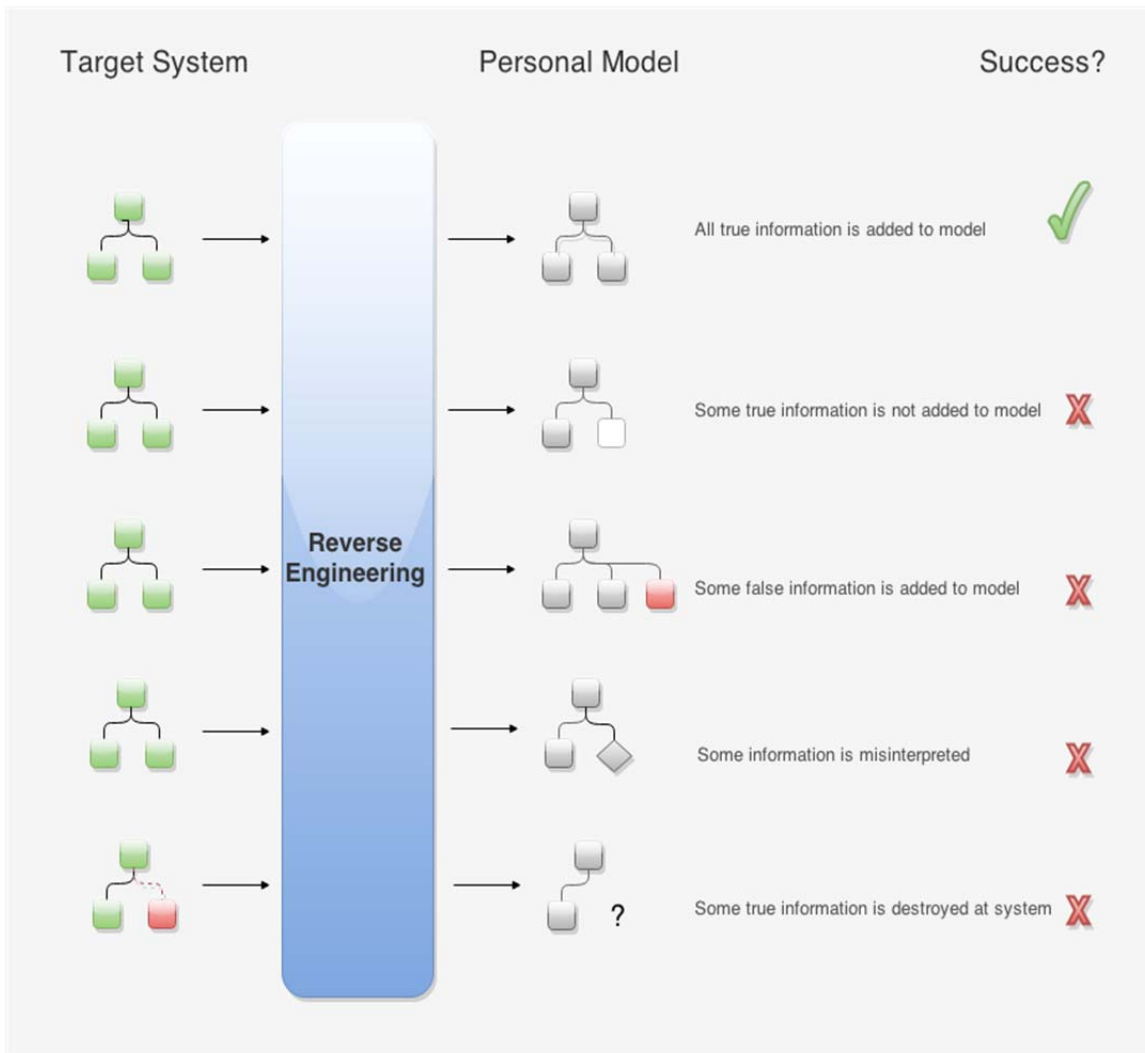 Target System
Personal Model
Success?
All true information is added to model
Some true information is not added to model
Reverse
Engineering
Some false information is added to model
Some information is misinterpreted
?
Some true information is destroyed at system